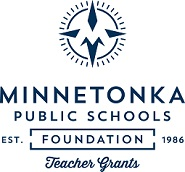 MINNETONKA
PUBLIC SCHOOLS
EST. FOUNDATION 1986
Teacher Grants